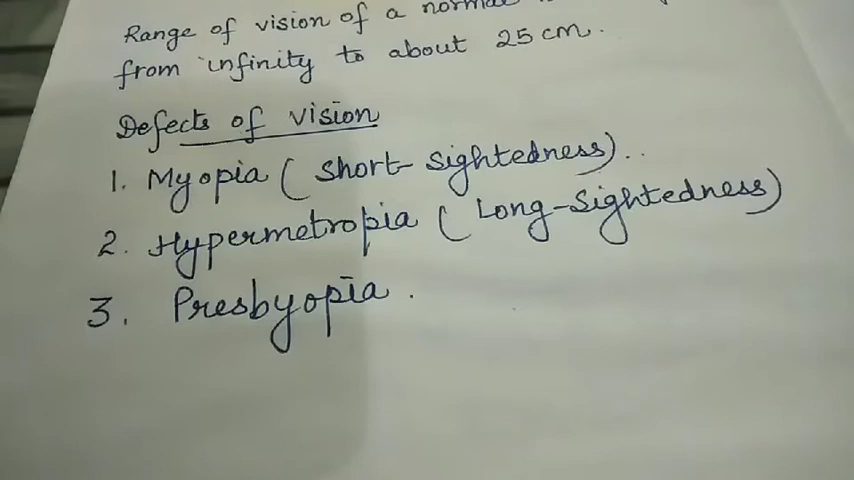 Range of vision of a normal
from infinity to about 25 cm.
Defects of vision
1. Myopia (Short-Sightedness)..
2. Hypermetropia (Long-Sightedness)
3. Presbyopia.